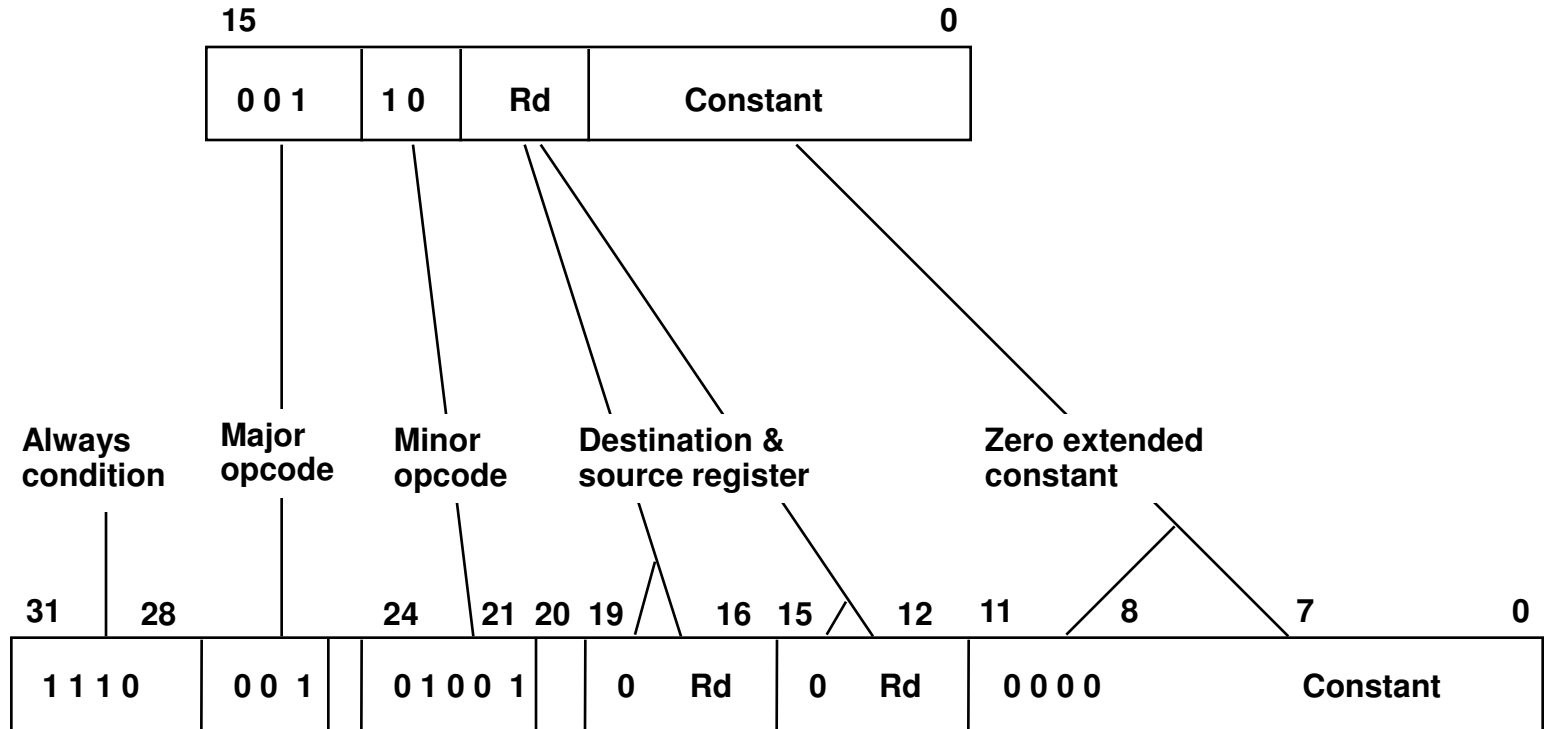 15 0
0 0 1 1 0 Rd Constant
Always condition
Major opcode
Minor opcode
Destination & source register
Zero extended constant
31 28 24 21 20 19 16 15 12 11 8 7 0
1 1 1 0 0 0 1 0 1 0 0 1 0 Rd 0 Rd 0 0 0 0 Constant